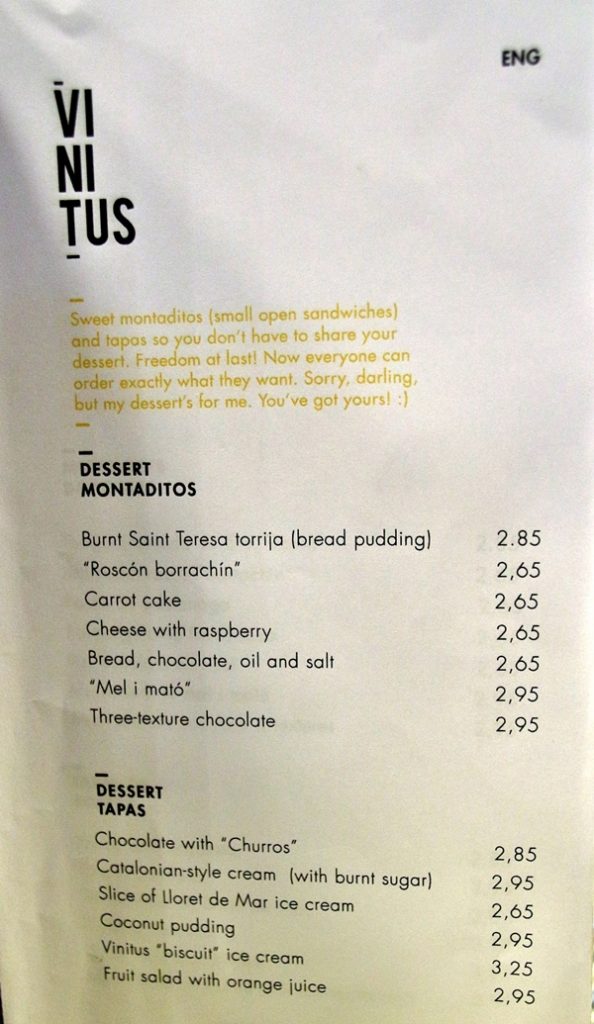 ENG
VI
NI
TUS
Sweet montaditos (small open sandwiches)
and tapas so you don't have to share your
dessert. Freedom at last! Now everyone can
order exactly what they want. Sorry, darling,
but my dessert's for me. You've got yours! :)
DESSERT
MONTADITOS
Burnt Saint Teresa torrija (bread pudding) 2.85
"Roscón borrachín" 2,65
Carrot cake 2,65
Cheese with raspberry 2,65
Bread, chocolate, oil and salt 2,65
"Mel i mató" 2,95
Three-texture chocolate 2,95
DESSERT
TAPAS
Chocolate with "Churros" 2,85
Catalonian-style cream (with burnt sugar) 2,95
Slice of Lloret de Mar ice cream 2,65
Coconut pudding 2,95
Vinitus "biscuit" ice cream 3,25
Fruit salad with orange juice 2,95